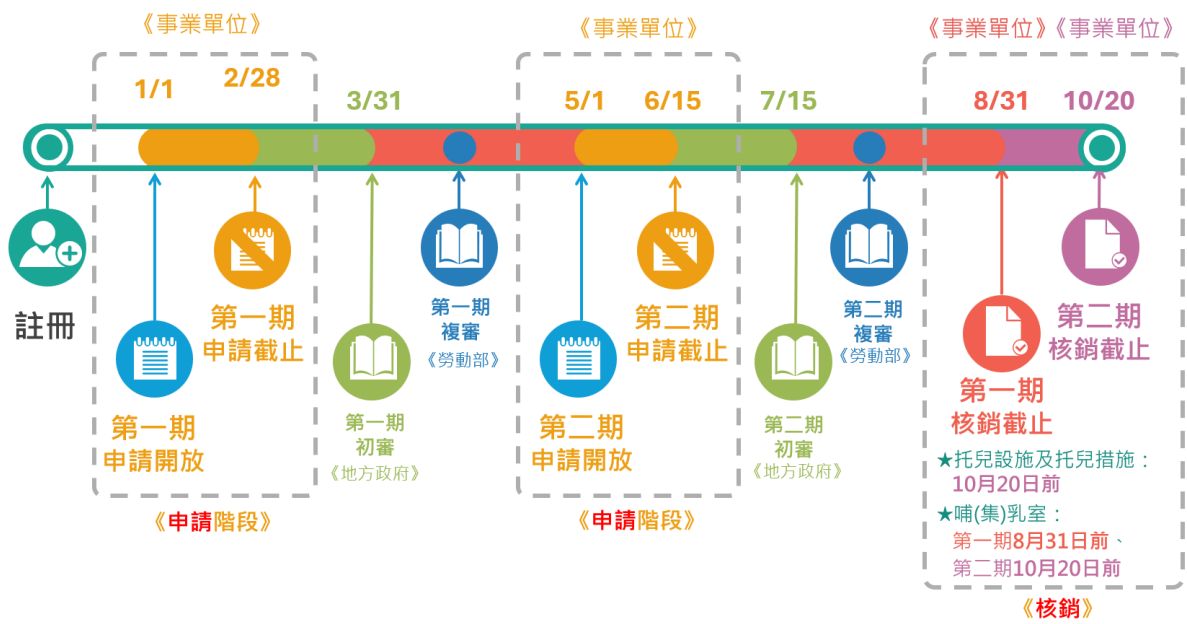 《事業單位》
《事業單位》
《事業單位》
《事業單位》
1/1
2/28
3/31
5/1
6/15
7/15
8/31
10/20
註冊
第一期
申請開放
第一期
申請截止
《申請階段》
第一期
初審
《地方政府》
第一期
複審
《勞動部》
第二期
申請開放
第二期
申請截止
《申請階段》
第二期
初審
《地方政府》
第二期
複審
《勞動部》
第一期
核銷截止
第二期
核銷截止
★托兒設施及托兒措施：
10月20日前
★哺(集)乳室：
第一期8月31日前、
第二期10月20日前
《核銷》